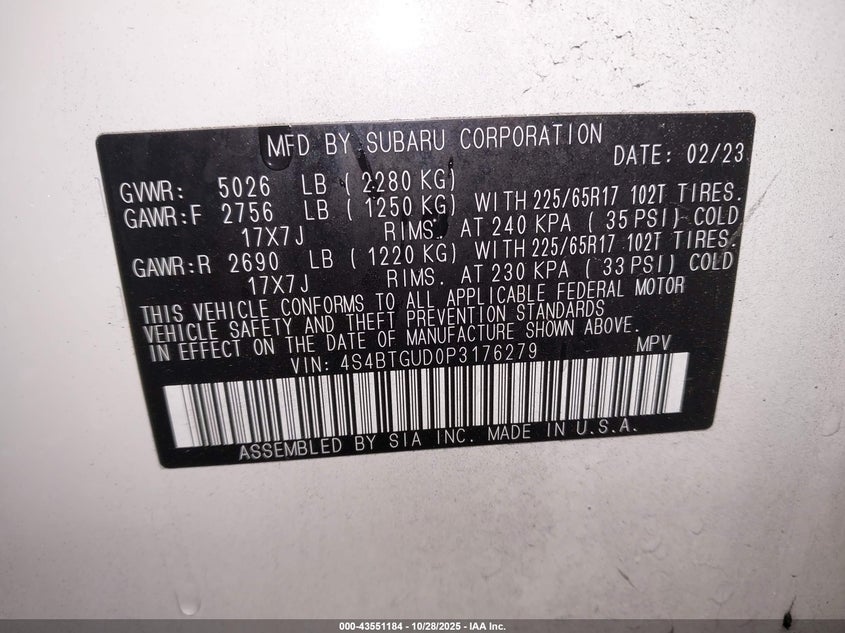 MFD BY SUBARU CORPORATION
DATE: 02/23
GVWR: 5026 LB ( 2280 KG)
GAWR:F 2756 LB ( 1250 KG) WITH 225/65R17 102T TIRES.
17X7J RIMS. AT 240 KPA ( 35 PSI) COLD
GAWR:R 2690 LB ( 1220 KG) WITH 225/65R17 102T TIRES.
17X7J RIMS. AT 230 KPA ( 33 PSI) COLD
THIS VEHICLE CONFORMS TO ALL APPLICABLE FEDERAL MOTOR
VEHICLE SAFETY AND THEFT PREVENTION STANDARDS
IN EFFECT ON THE DATE OF MANUFACTURE SHOWN ABOVE.
VIN: 4S4BTGUD0P3176279 MPV
ASSEMBLED BY SIA INC. MADE IN U.S.A.
000-43551184 - 10/28/2025 - IAA Inc.